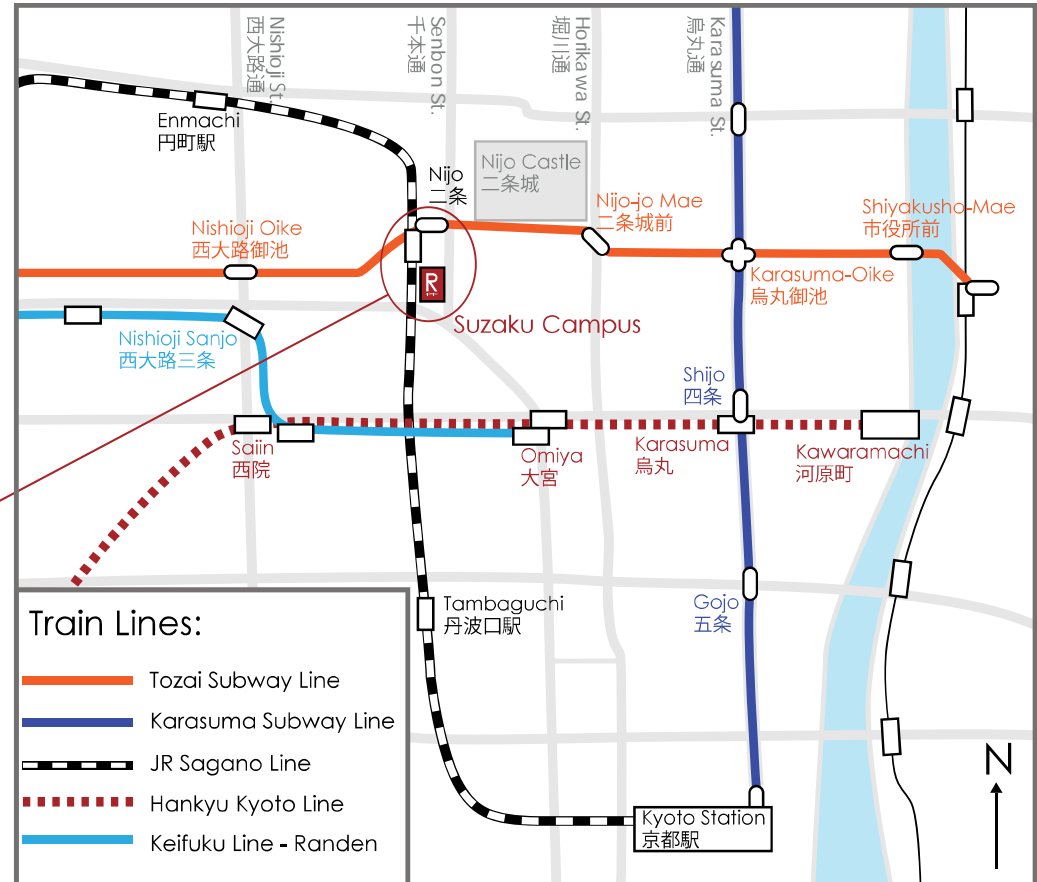 Nishioji St.
西大路通
Senbon St.
千本通
Horikawa St.
堀川通
Karasuma St.
烏丸通
Enmachi
円町駅
Nijo
二条
Nijo Castle
二条城
Nishioji Oike
西大路御池
Nijo-jo Mae
二条城前
Shiyakusho-Mae
市役所前
Karasuma-Oike
烏丸御池
R
Suzaku Campus
Nishioji Sanjo
西大路三条
Shijo
四条
Saiin
西院
Omiya
大宮
Karasuma
烏丸
Kawaramachi
河原町
Tambaguchi
丹波口駅
Gojo
五条
Kyoto Station
京都駅
Train Lines:
Tozai Subway Line
Karasuma Subway Line
JR Sagano Line
Hankyu Kyoto Line
Keifuku Line - Randen
N